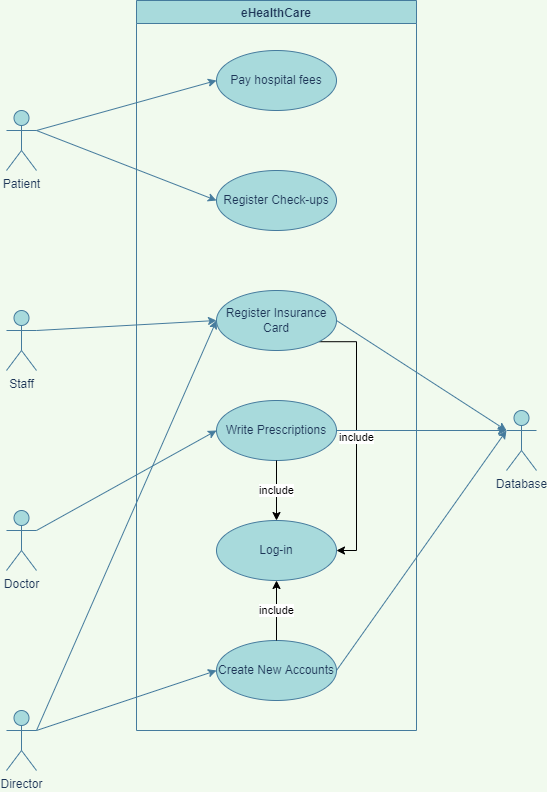 eHealthCare
Pay hospital fees
Patient
Register Check-ups
Register Insurance
Card
Staff
Write Prescriptions
include
Database
include
Log-in
Doctor
include
Create New Accounts
Director